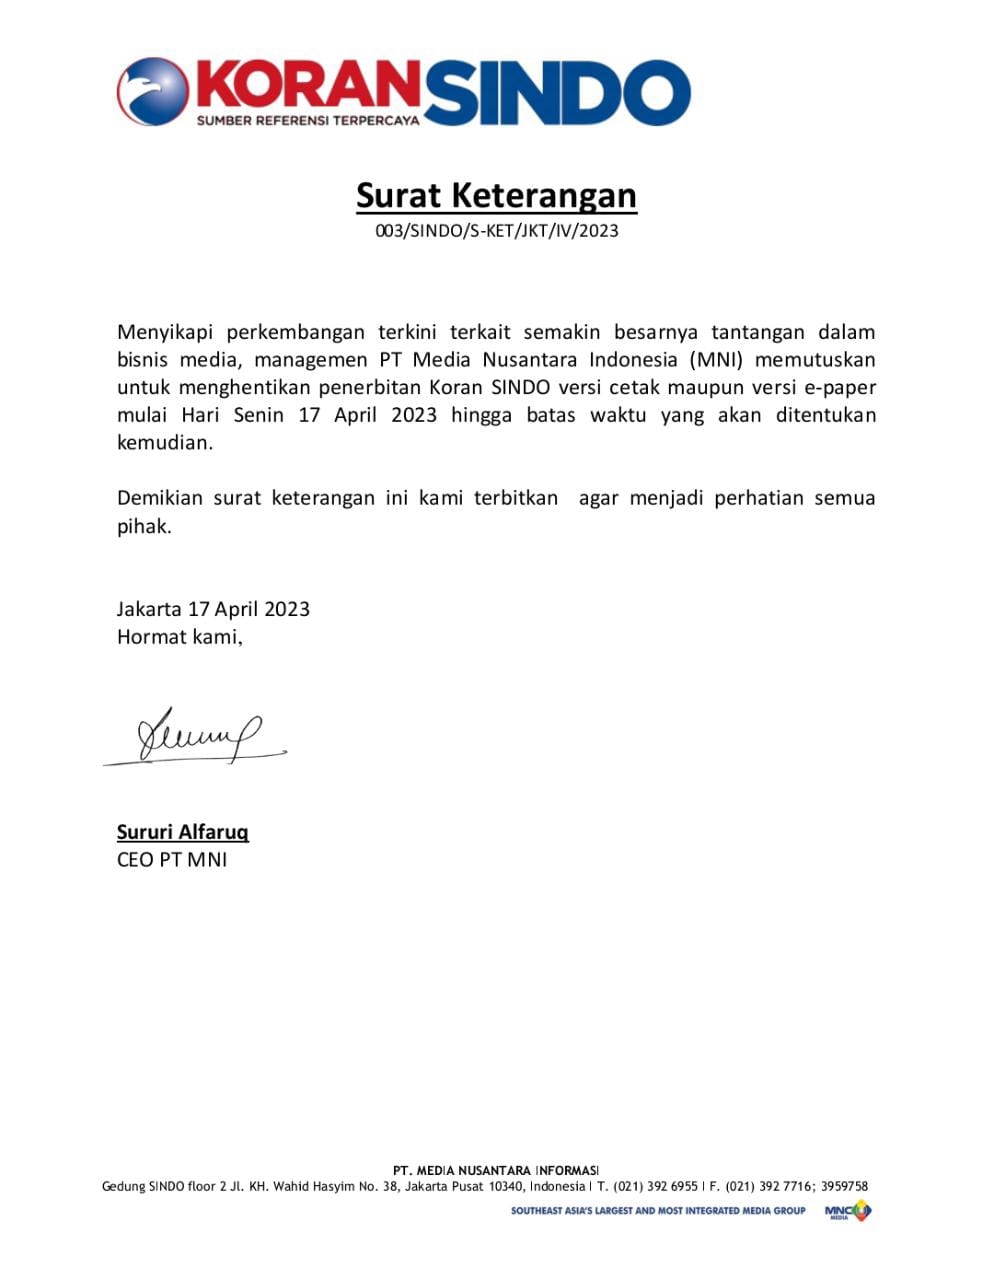 KORANSINDO
SUMBER REFERENSI TERPERCAYA
Surat Keterangan
003/SINDO/S-KET/JKT/IV/2023
Menyikapi perkembangan terkini terkait semakin besarnya tantangan dalam
bisnis media, managemen PT Media Nusantara Indonesia (MNI) memutuskan
untuk menghentikan penerbitan Koran SINDO versi cetak maupun versi e-paper
mulai Hari Senin 17 April 2023 hingga batas waktu yang akan ditentukan
kemudian.
Demikian surat keterangan ini kami terbitkan agar menjadi perhatian semua
pihak.
Jakarta 17 April 2023
Hormat kami,
Sururi Alfaruq
CEO PT MNI
PT. MEDIA NUSANTARA INFORMASI
Gedung SINDO floor 2 Jl. KH. Wahid Hasyim No. 38, Jakarta Pusat 10340, Indonesia I T. (021) 392 6955 I F. (021) 392 7716; 3959758
SOUTHEAST ASIA'S LARGEST AND MOST INTEGRATED MEDIA GROUP
MNC
MEDIA